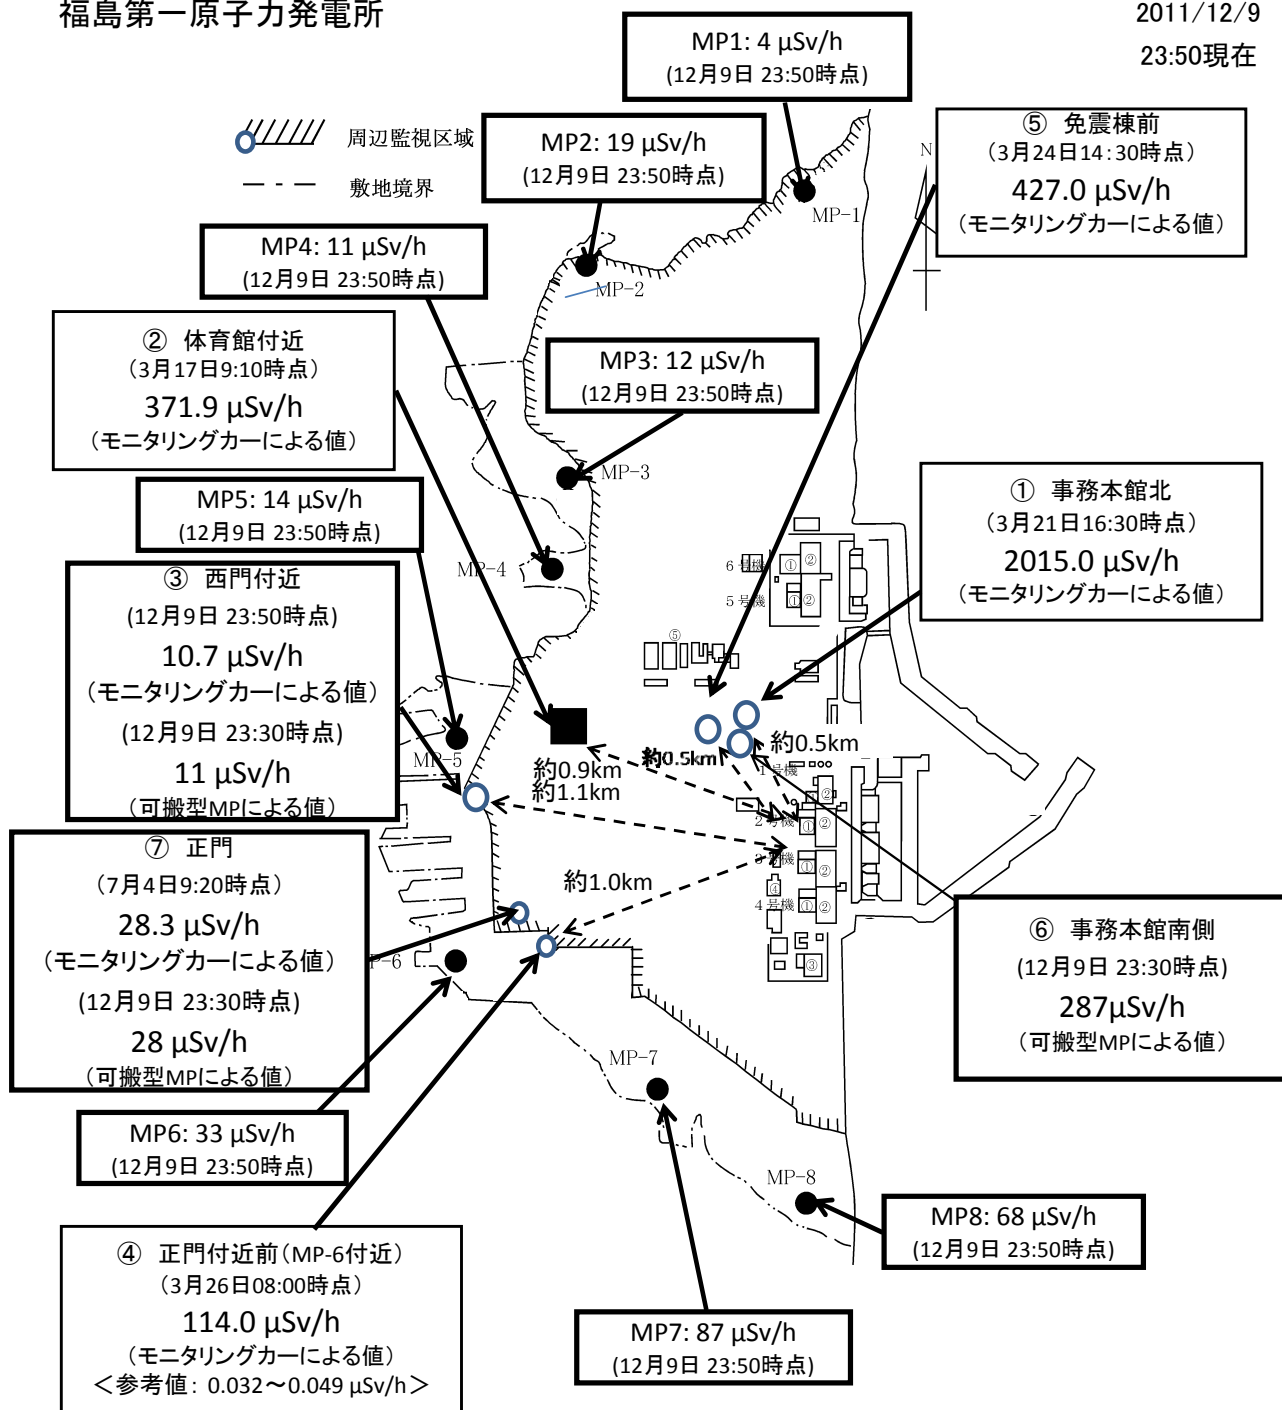 福島第一原子力発電所
2011/12/9
23:50現在
MP1: 4 μSv/h
(12月9日 23:50時点)
周辺監視区域
敷地境界
MP2: 19 μSv/h
(12月9日 23:50時点)
⑤ 免震棟前
(3月24日14:30時点)
427.0 μSv/h
(モニタリングカーによる値)
N
MP-1
MP4: 11 μSv/h
(12月9日 23:50時点)
MP-2
② 体育館付近
(3月17日9:10時点)
371.9 μSv/h
(モニタリングカーによる値)
MP3: 12 μSv/h
(12月9日 23:50時点)
MP-3
MP5: 14 μSv/h
(12月9日 23:50時点)
① 事務本館北
(3月21日16:30時点)
2015.0 μSv/h
(モニタリングカーによる値)
MP-4
6号機
① ②
5号機
① ②
③ 西門付近
(12月9日 23:50時点)
10.7 μSv/h
(モニタリングカーによる値)
(12月9日 23:30時点)
11 μSv/h
(可搬型MPによる値)
⑤
MP-5
約0.9km
約1.1km
約0.5km
約0.5km
1号機
②
2号機
① ②
3号機
① ②
④
4号機
① ②
③
約1.0km
⑦ 正門
(7月4日9:20時点)
28.3 μSv/h
(モニタリングカーによる値)
(12月9日 23:30時点)
28 μSv/h
(可搬型MPによる値)
P-6
⑥ 事務本館南側
(12月9日 23:30時点)
287μSv/h
(可搬型MPによる値)
MP-7
MP6: 33 μSv/h
(12月9日 23:50時点)
MP-8
MP8: 68 μSv/h
(12月9日 23:50時点)
④ 正門付近前(MP-6付近)
(3月26日08:00時点)
114.0 μSv/h
(モニタリングカーによる値)
＜参考値: 0.032～0.049 μSv/h＞
MP7: 87 μSv/h
(12月9日 23:50時点)